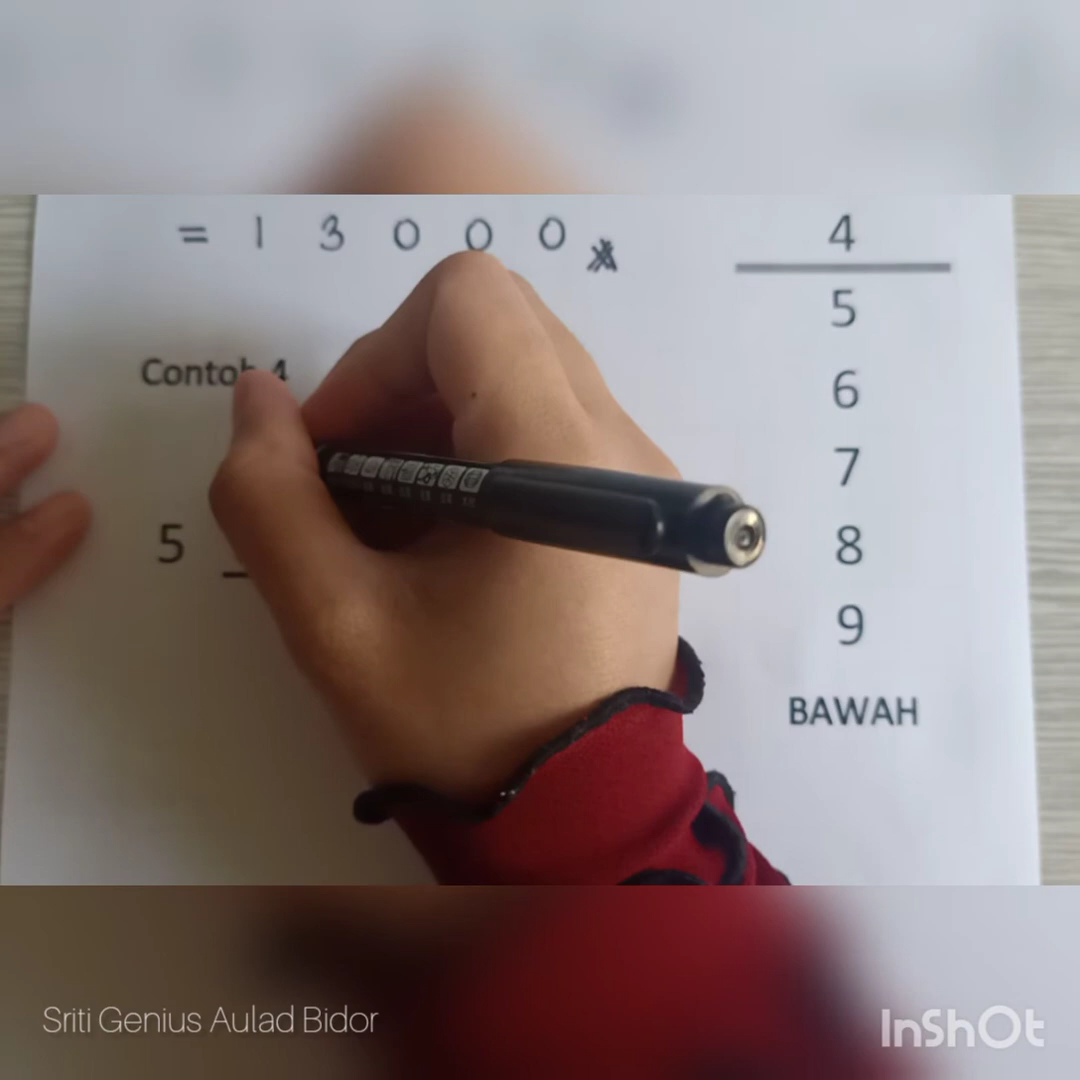 = 1 3 0 0 0
Contoh 4
5 _
4
5
6
7
8
9
BAWAH
Sriti Genius Aulad Bidor
InShOt